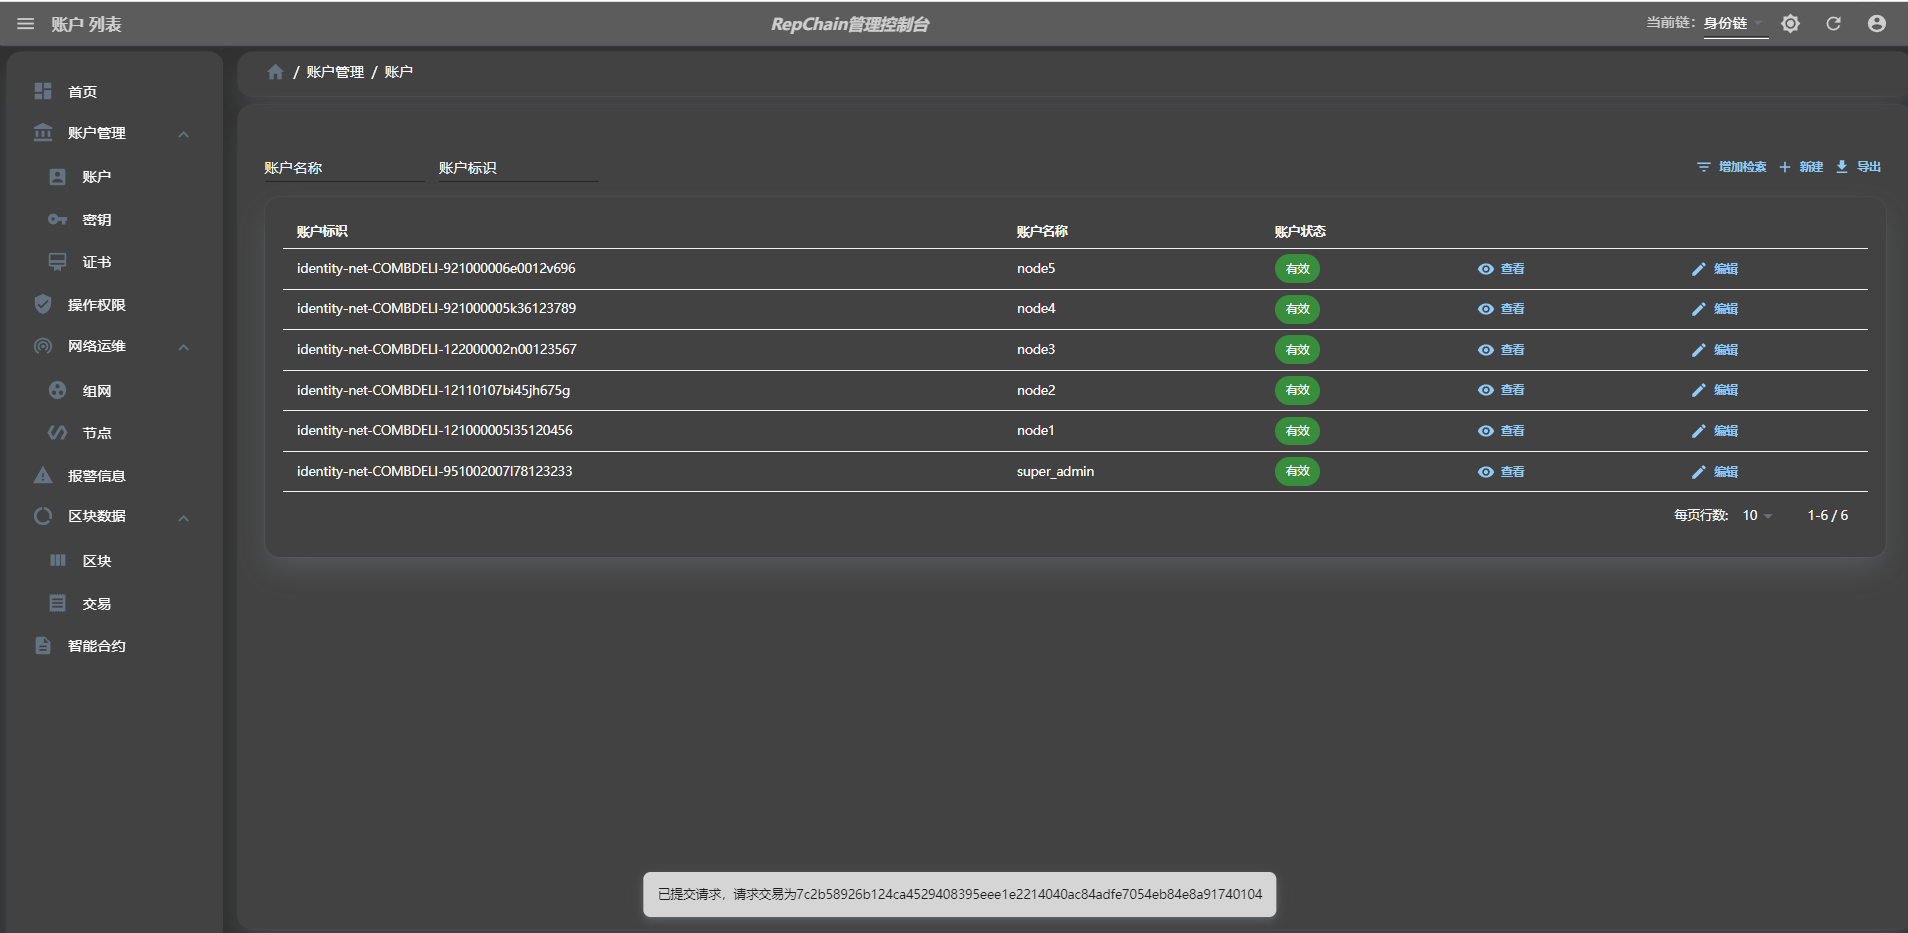 账户 列表
RepChain管理控制台
当前链: 身份链
首页
账户管理
账户
密钥
证书
操作权限
网络运维
组网
节点
报警信息
区块数据
区块
交易
智能合约
/ 账户管理 / 账户
账户名称 账户标识
增加检索 新建 导出
账户标识 账户名称 账户状态
identity-net-COMBDELI-921000006e0012v696 node5 有效 查看 编辑
identity-net-COMBDELI-921000005k36123789 node4 有效 查看 编辑
identity-net-COMBDELI-122000002n00123567 node3 有效 查看 编辑
identity-net-COMBDELI-12110107bi45jh675g node2 有效 查看 编辑
identity-net-COMBDELI-121000005l35120456 node1 有效 查看 编辑
identity-net-COMBDELI-951002007l78123233 super_admin 有效 查看 编辑
每页行数: 10 1-6 / 6
已提交请求，请求交易为7c2b58926b124ca4529408395eee1e2214040ac84adfe7054eb84e8a91740104